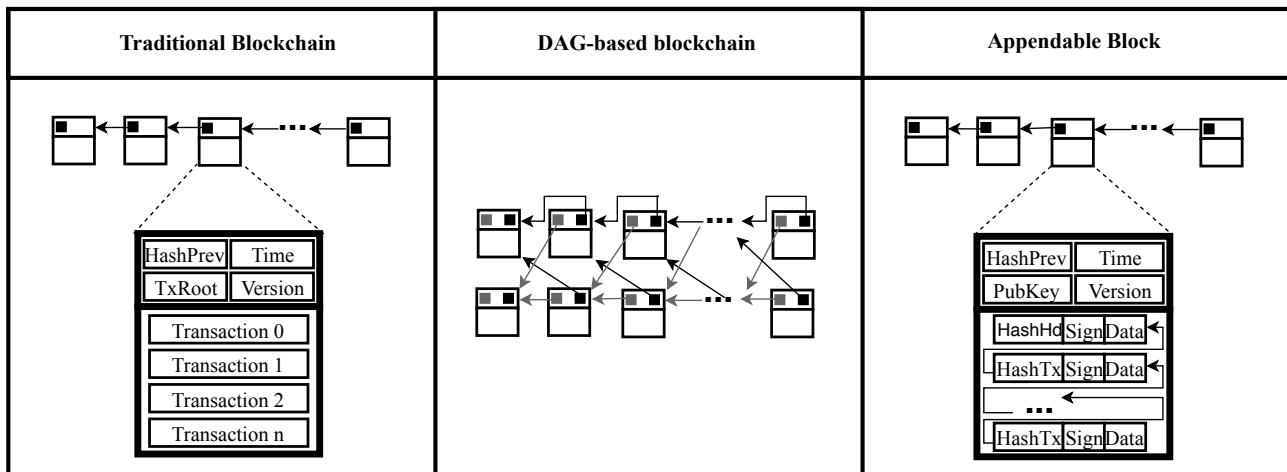 Traditional Blockchain
DAG-based blockchain
Appendable Block
HashPrev Time
TxRoot Version
Transaction 0
Transaction 1
Transaction 2
Transaction n
HashPrev Time
PubKey Version
HashHd Sign Data
HashTx Sign Data
HashTx Sign Data